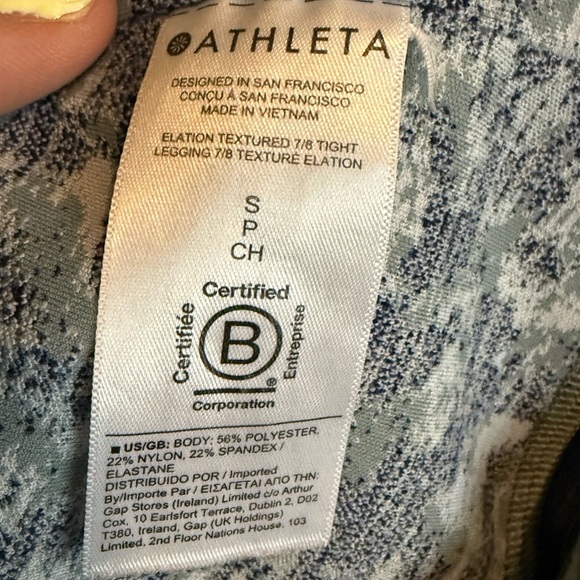 ATHLETA
DESIGNED IN SAN FRANCISCO
CONÇU À SAN FRANCISCO
MADE IN VIETNAM
ELATION TEXTURED 7/8 TIGHT
LEGGING 7/8 TEXTURÉ ELATION
S
P
CH
Certified
Certifiée
B
Entreprise
®
Corporation
US/GB: BODY: 56% POLYESTER,
22% NYLON, 22% SPANDEX /
ELASTANE
DISTRIBUIDO POR / Imported
By/Importe Par / ΕΙΣΑΓΕΤΑΙ ΑΠΟ ΤΗΝ:
Gap Stores (Ireland) Limited c/o Arthur
Cox, 10 Earlsfort Terrace, Dublin 2, D02
T380, Ireland, Gap (UK Holdings)
Limited, 2nd Floor Nations House, 103